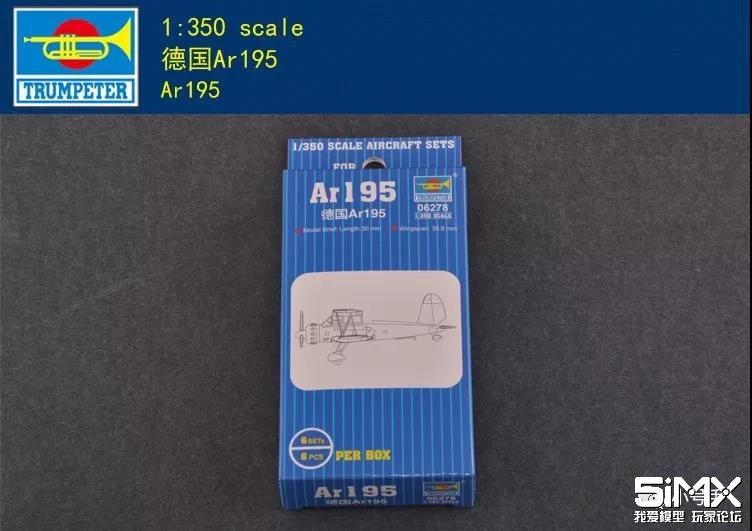 1:350 scale
德国Ar195
Ar195
TRUMPETER
1/350 SCALE AIRCRAFT SETS
FOR
Ar195
德国Ar195
06278
1:350 SCALE
Model Brief: Length:30 mm
Wingspan: 35.8 mm
6 SETs
6 PCS
PER BOX
Ar195
德国Ar195
06278
5iMX
我爱模型 玩家论坛